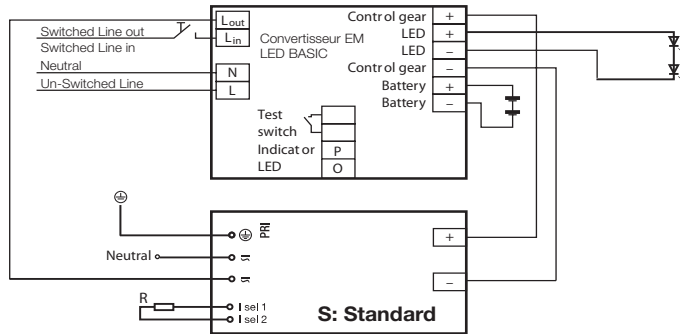 Switched Line out
Switched Line in
Neutral
Un-Switched Line
Lout
Lin
N
L
Convertisseur EM
LED BASIC
Control gear +
LED +
LED –
Control gear –
Battery +
Battery –
Test
switch
Indicator P
LED O
PRI
Neutral
R
I sel 1
I sel 2
+
–
S: Standard